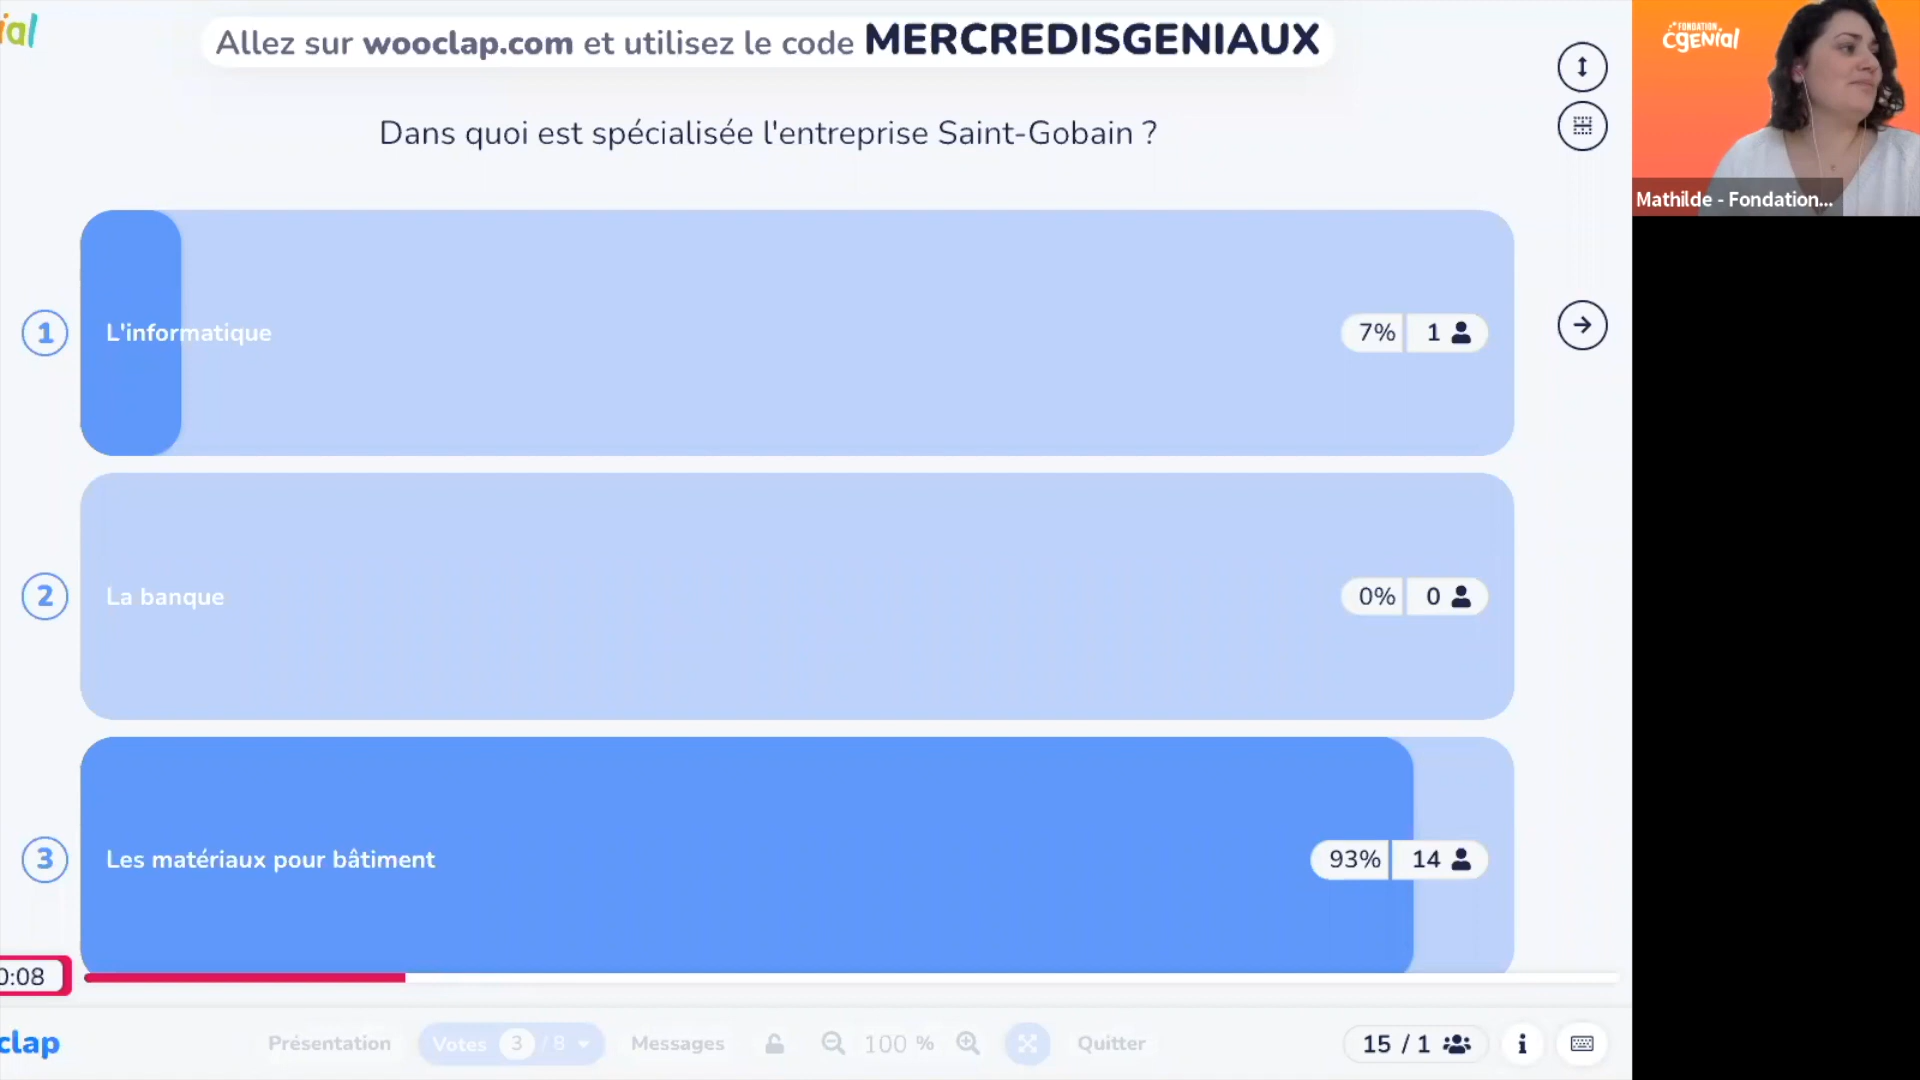 ial
Allez sur wooclap.com et utilisez le code MERCREDISGENIAUX
Dans quoi est spécialisée l'entreprise Saint-Gobain ?
1
L'informatique
7%
1
2
La banque
0%
0
3
Les matériaux pour bâtiment
93%
14
0:08
clap
Présentation
Votes 3 / 8
Messages
100 %
Quitter
15 / 1
i
FONDATION
CGENIAL
Mathilde - Fondation...